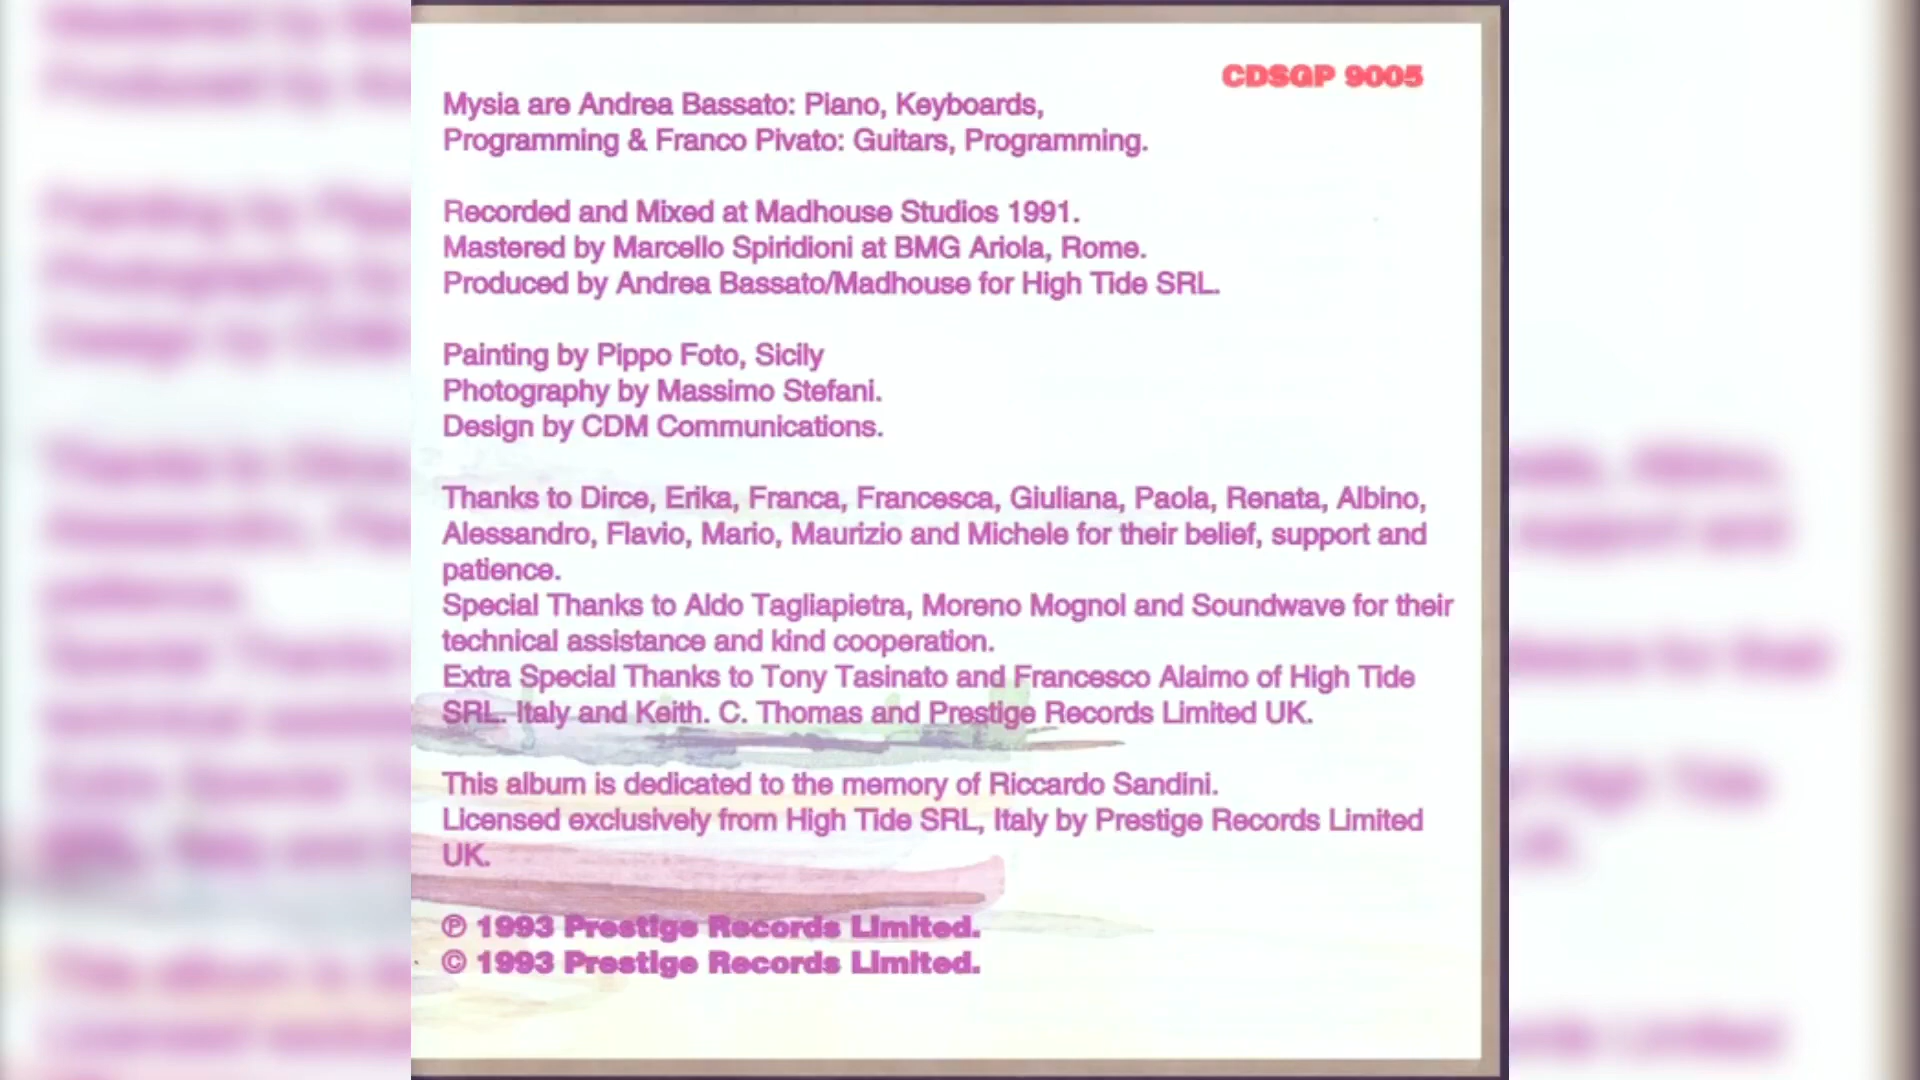 CDSGP 9005
Mysia are Andrea Bassato: Piano, Keyboards,
Programming & Franco Pivato: Guitars, Programming.
Recorded and Mixed at Madhouse Studios 1991.
Mastered by Marcello Spiridioni at BMG Ariola, Rome.
Produced by Andrea Bassato/Madhouse for High Tide SRL.
Painting by Pippo Foto, Sicily
Photography by Massimo Stefani.
Design by CDM Communications.
Thanks to Dirce, Erika, Franca, Francesca, Giuliana, Paola, Renata, Albino,
Alessandro, Flavio, Mario, Maurizio and Michele for their belief, support and
patience.
Special Thanks to Aldo Tagliapietra, Moreno Mognol and Soundwave for their
technical assistance and kind cooperation.
Extra Special Thanks to Tony Tasinato and Francesco Alaimo of High Tide
SRL. Italy and Keith. C. Thomas and Prestige Records Limited UK.
This album is dedicated to the memory of Riccardo Sandini.
Licensed exclusively from High Tide SRL, Italy by Prestige Records Limited
UK.
℗ 1993 Prestige Records Limited.
© 1993 Prestige Records Limited.